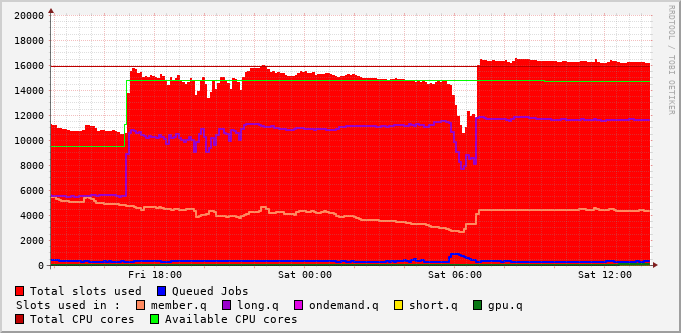 20000
18000
16000
14000
12000
10000
8000
6000
4000
2000
0
Fri 18:00 Sat 00:00 Sat 06:00 Sat 12:00
RRDTOOL / TOBI OETIKER
Total slots used Queued Jobs
Slots used in : member.q long.q ondemand.q short.q gpu.q
Total CPU cores Available CPU cores